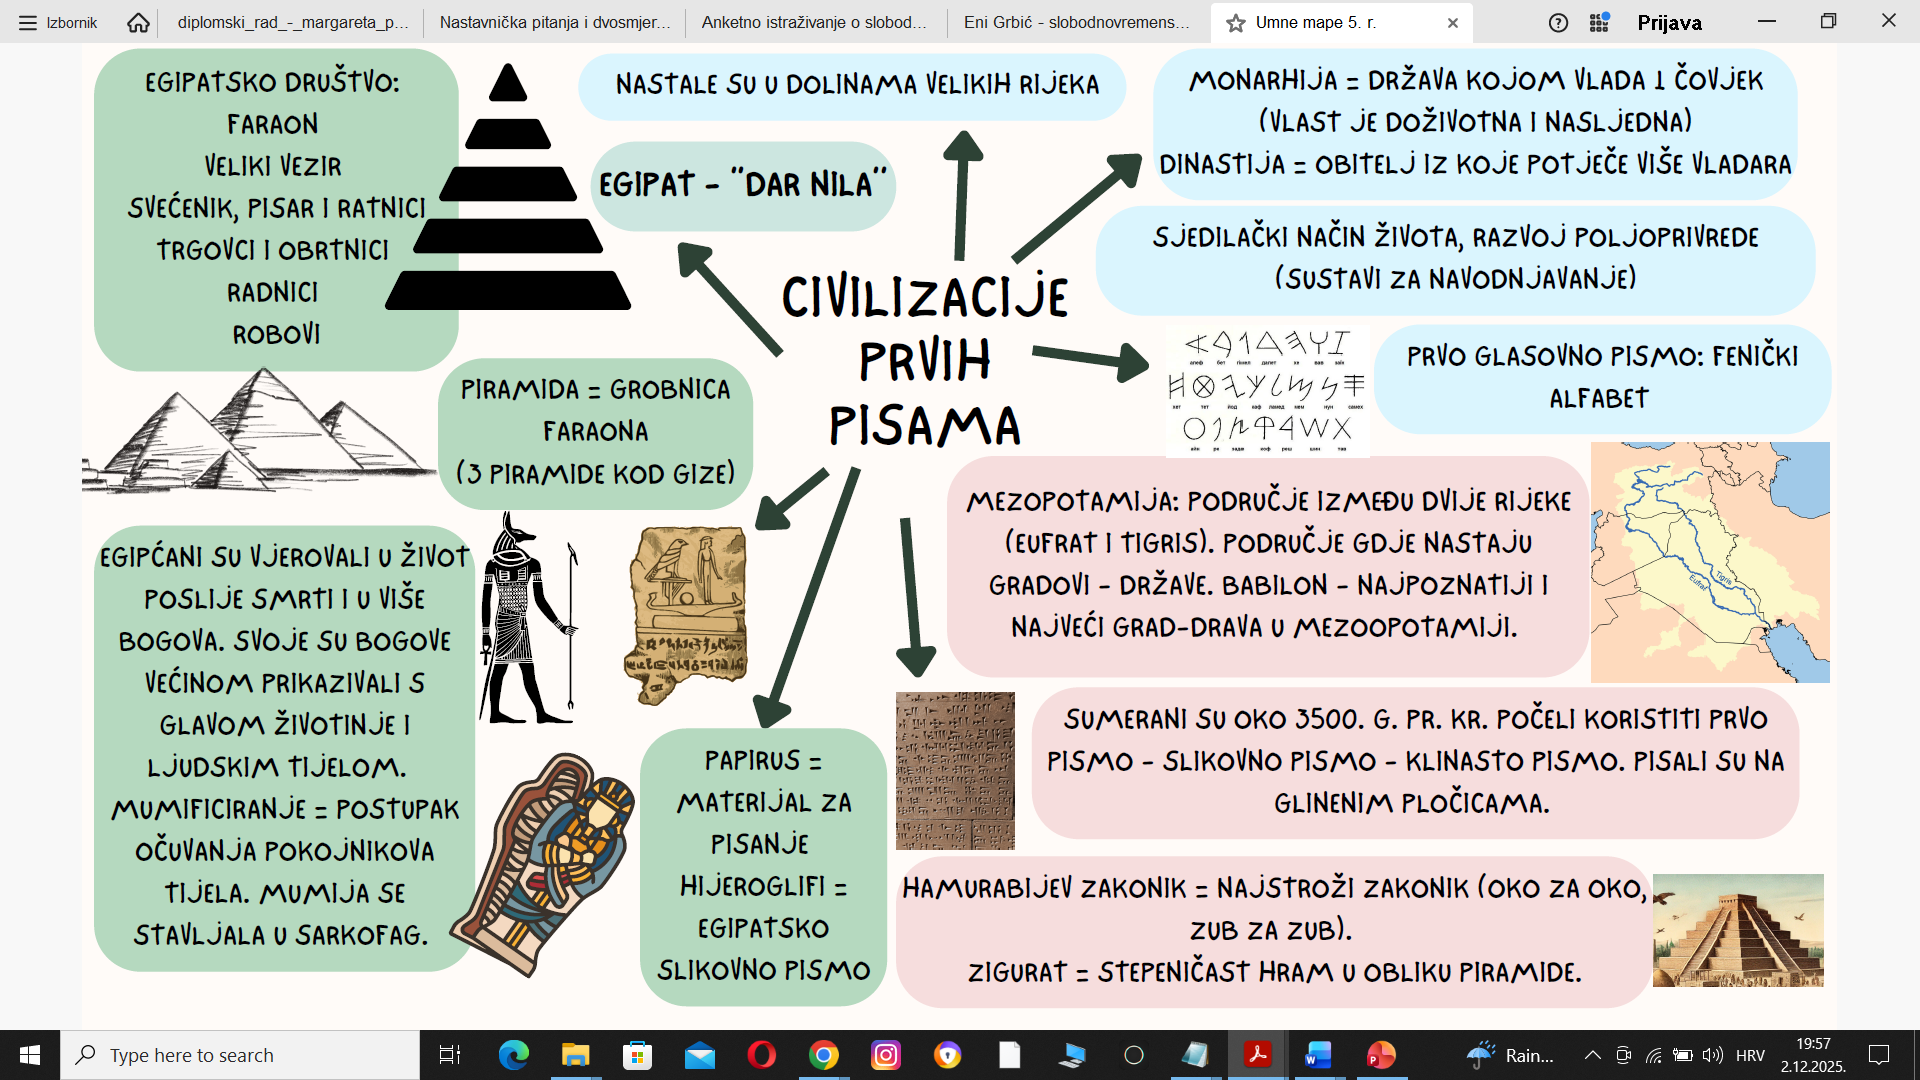 Izbornik
diplomski_rad_-_margareta_p...
Nastavnička pitanja i dvosmjer...
Anketno istraživanje o slobod...
Eni Grbić - slobodnovremens...
Umne mape 5. r.
Prijava
EGIPATSKO DRUŠTVO:
FARAON
VELIKI VEZIR
SVEĆENIK, PISAR I RATNICI
TRGOVCI I OBRTNICI
RADNICI
ROBOVI
NASTALE SU U DOLINAMA VELIKIH RIJEKA
EGIPAT - "DAR NILA"
MONARHIJA = DRŽAVA KOJOM VLADA 1 ČOVJEK
(VLAST JE DOŽIVOTNA I NASLJEDNA)
DINASTIJA = OBITELJ IZ KOJE POTJEČE VIŠE VLADARA
SJEDILAČKI NAČIN ŽIVOTA, RAZVOJ POLJOPRIVREDE
(SUSTAVI ZA NAVODNJAVANJE)
CIVILIZACIJE
PRVIH
PISAMA
PRVO GLASOVNO PISMO: FENIČKI
ALFABET
PIRAMIDA = GROBNICA
FARAONA
(3 PIRAMIDE KOD GIZE)
MEZOPOTAMIJA: PODRUČJE IZMEĐU DVIJE RIJEKE
(EUFRAT I TIGRIS). PODRUČJE GDJE NASTAJU
GRADOVI - DRŽAVE. BABILON - NAJPOZNATIJI I
NAJVEĆI GRAD-DRAVA U MEZOOPOTAMIJI.
Tigris
Eufrat
EGIPĆANI SU VJEROVALI U ŽIVOT
POSLIJE SMRTI I U VIŠE
BOGOVA. SVOJE SU BOGOVE
VEĆINOM PRIKAZIVALI S
GLAVOM ŽIVOTINJE I
LJUDSKIM TIJELOM.
MUMIFICIRANJE = POSTUPAK
OČUVANJA POKOJNIKOVA
TIJELA. MUMIJA SE
STAVLJALA U SARKOFAG.
PAPIRUS =
MATERIJAL ZA
PISANJE
HIJEROGLIFI =
EGIPATSKO
SLIKOVNO PISMO
SUMERANI SU OKO 3500. G. PR. KR. POČELI KORISTITI PRVO
PISMO - SLIKOVNO PISMO - KLINASTO PISMO. PISALI SU NA
GLINENIM PLOČICAMA.
HAMURABIJEV ZAKONIK = NAJSTROŽI ZAKONIK (OKO ZA OKO,
ZUB ZA ZUB).
ZIGURAT = STEPENIČAST HRAM U OBLIKU PIRAMIDE.
Type here to search
Rain...
HRV
19:57
2.12.2025.